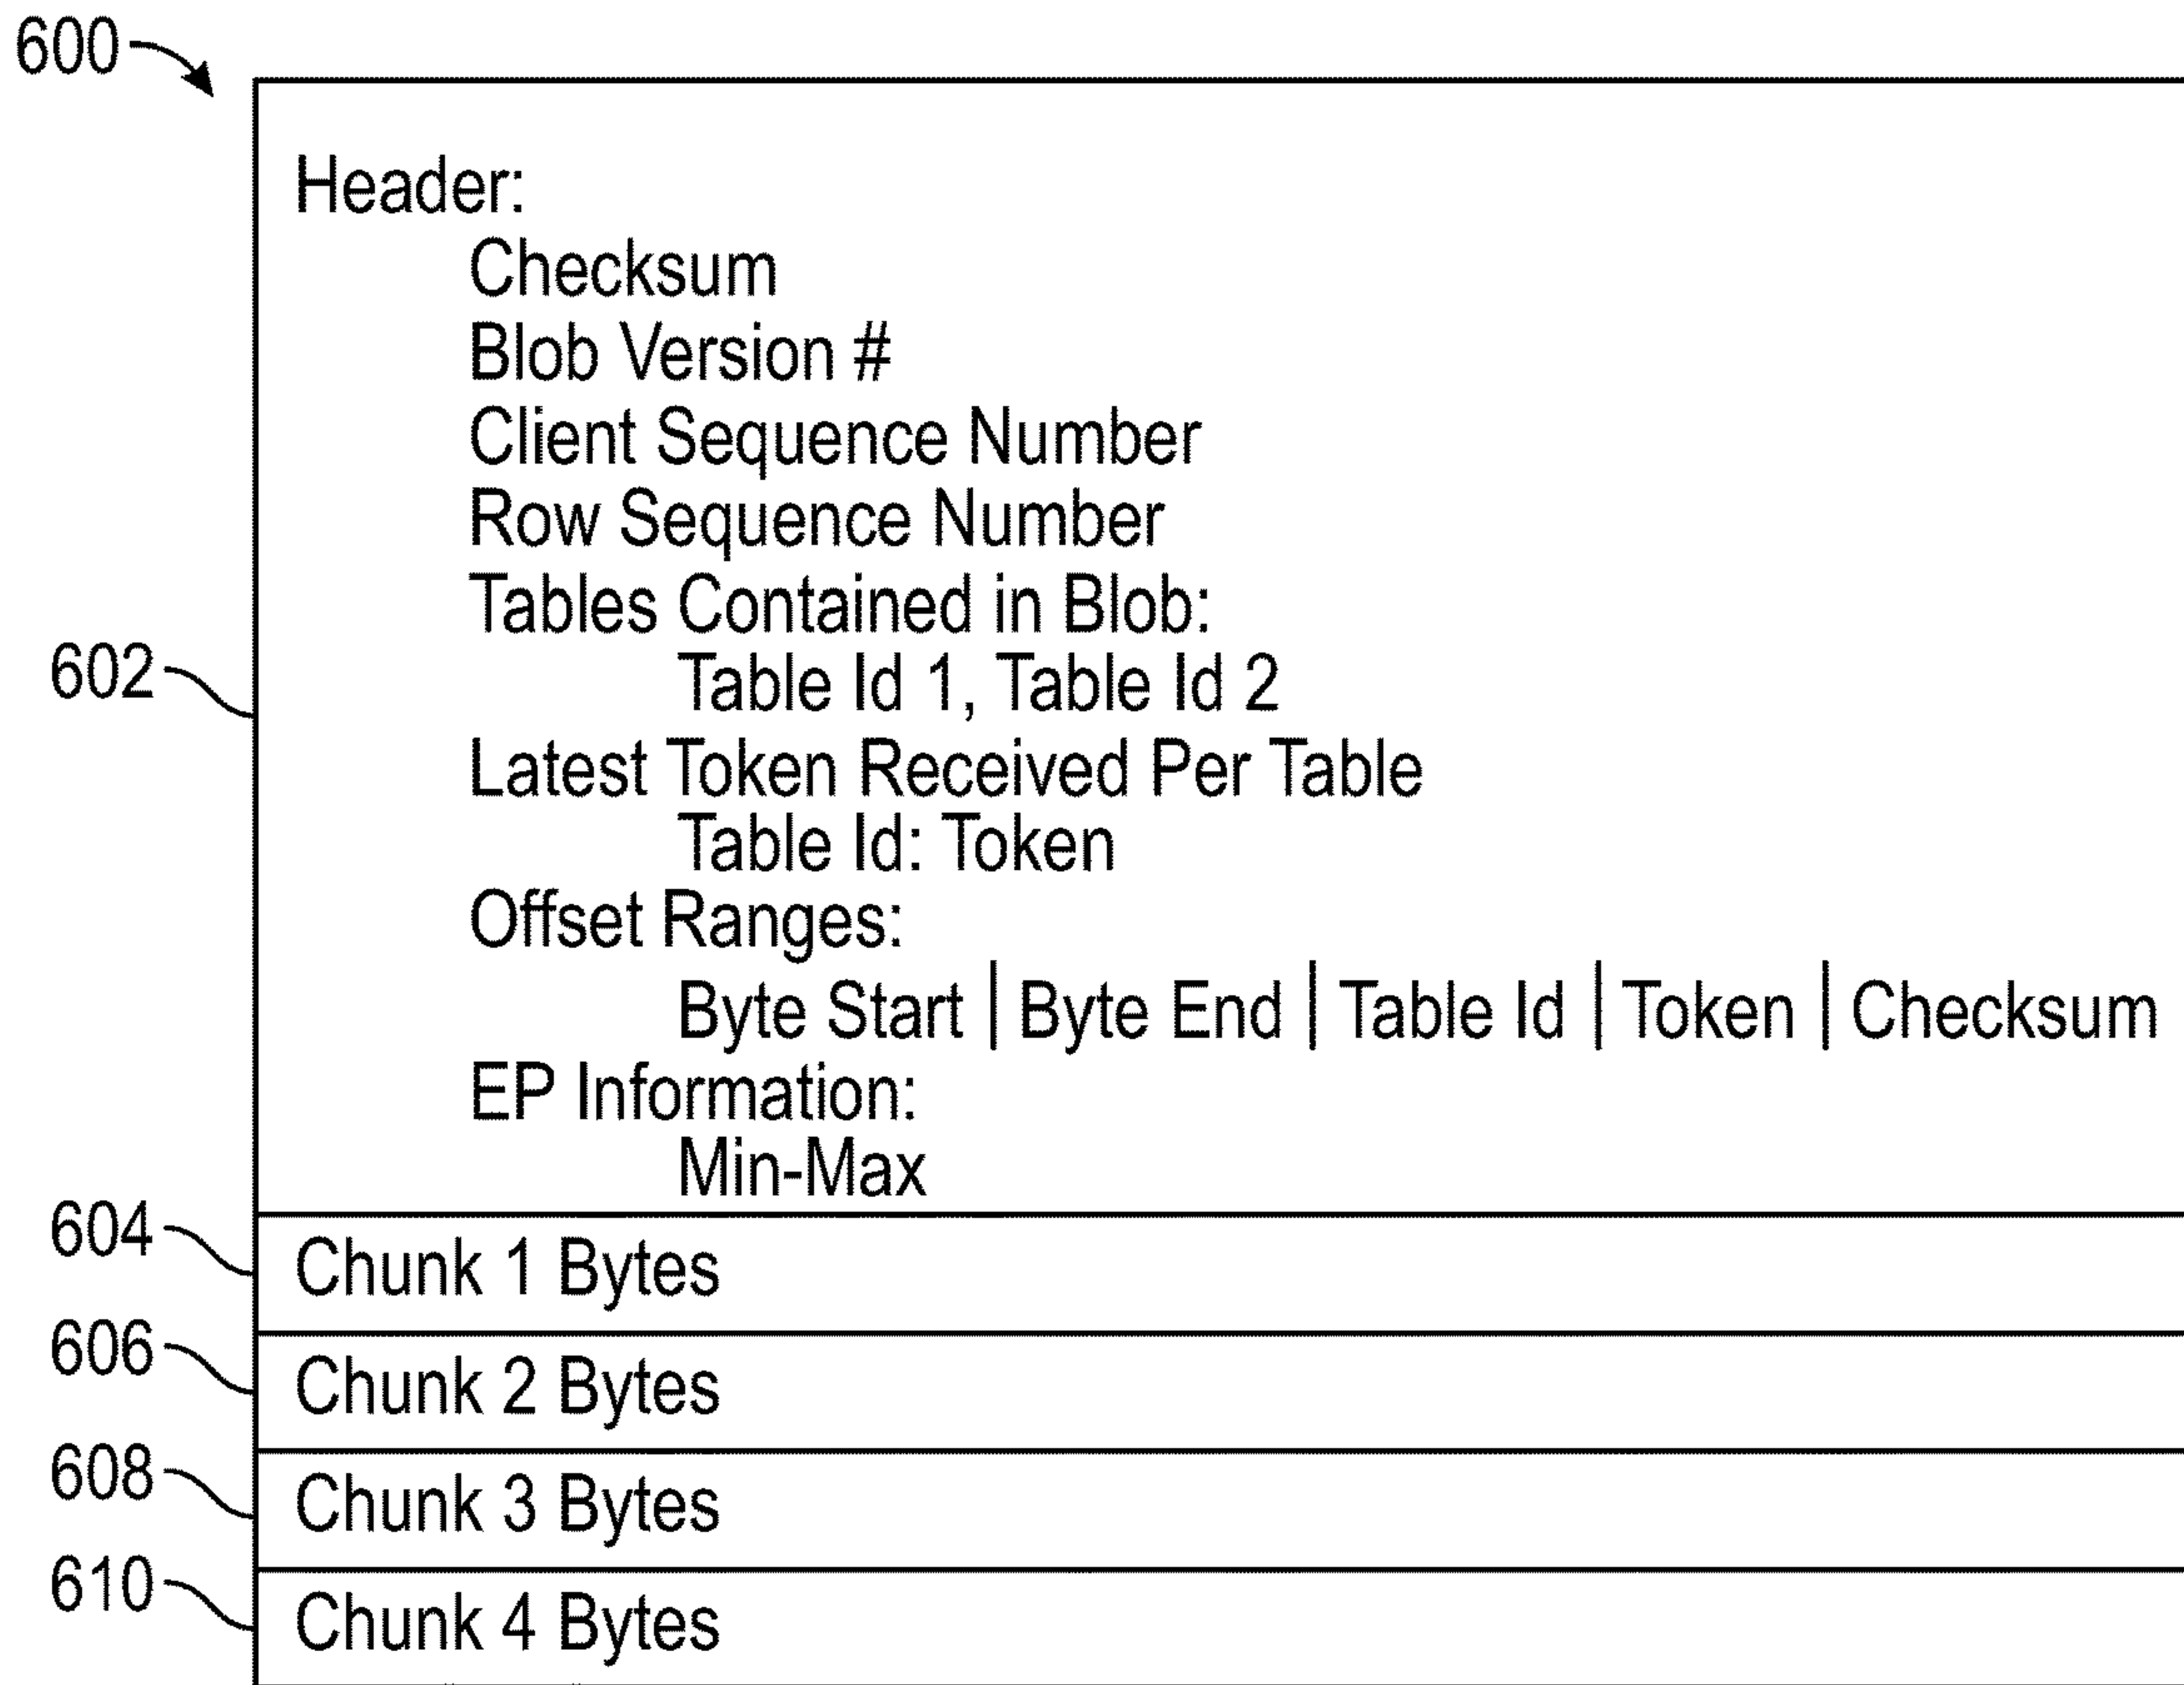 600
Header:
Checksum
Blob Version #
Client Sequence Number
Row Sequence Number
Tables Contained in Blob:
602
Table Id 1, Table Id 2
Latest Token Received Per Table
Table Id: Token
Offset Ranges:
Byte Start | Byte End | Table Id | Token | Checksum
EP Information:
Min-Max
604
Chunk 1 Bytes
606
Chunk 2 Bytes
608
Chunk 3 Bytes
610
Chunk 4 Bytes